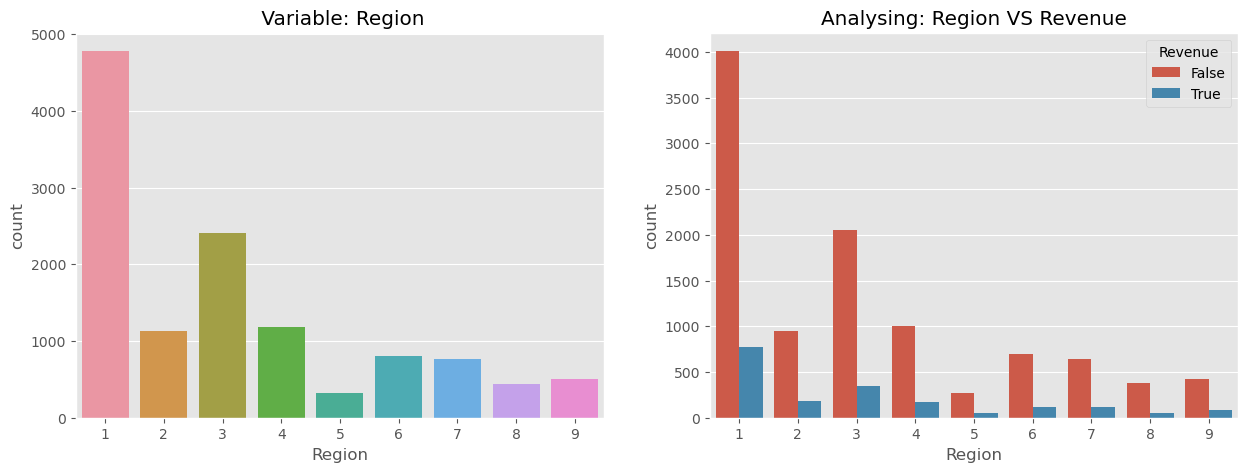 Variable: Region
5000
4000
3000
2000
1000
0
count
1 2 3 4 5 6 7 8 9
Region
Analysing: Region VS Revenue
4000
3500
3000
2500
2000
1500
1000
500
0
count
Revenue
False
True
1 2 3 4 5 6 7 8 9
Region